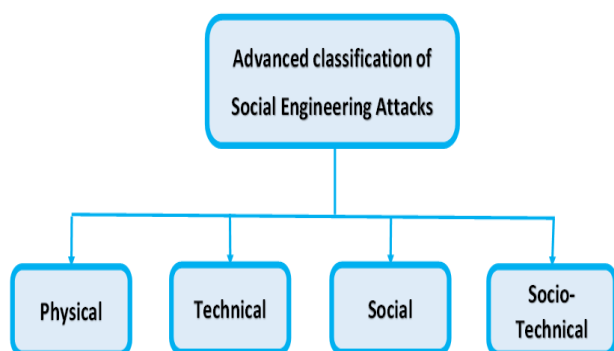 Advanced classification of
Social Engineering Attacks
Physical
Technical
Social
Socio-
Technical